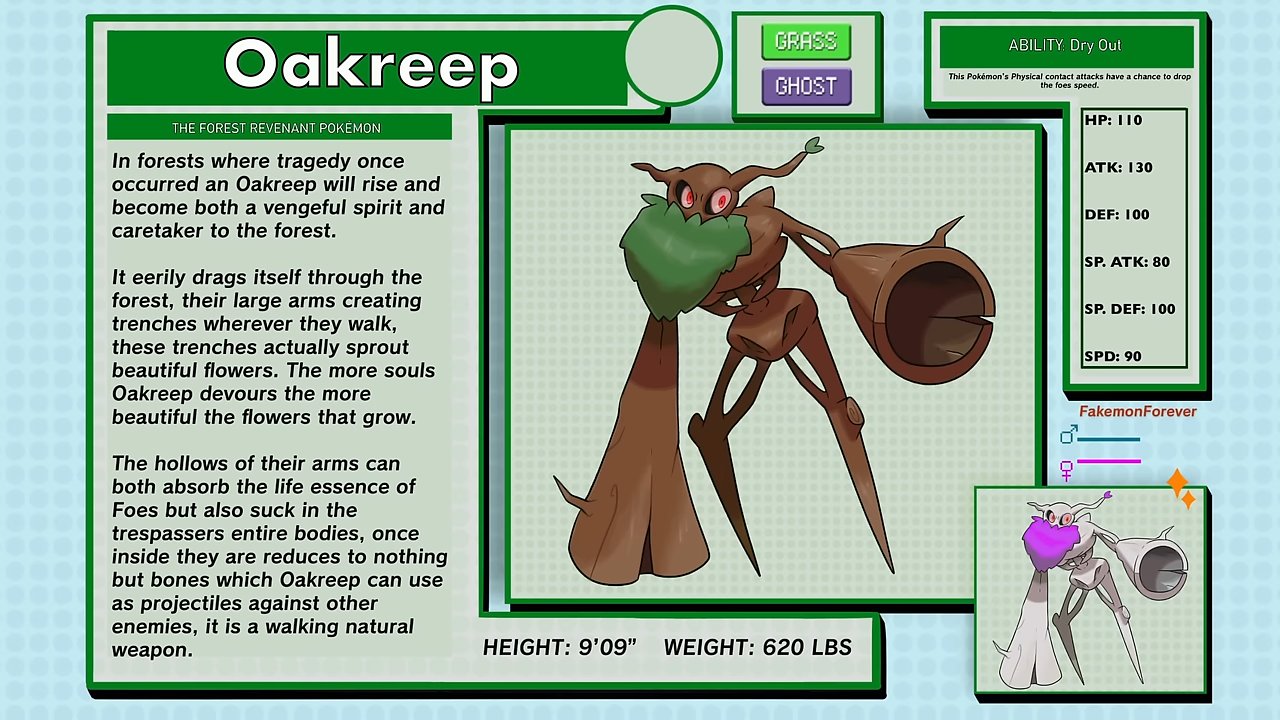 Oakreep
THE FOREST REVENANT POKÉMON
In forests where tragedy once
occurred an Oakreep will rise and
become both a vengeful spirit and
caretaker to the forest.
It eerily drags itself through the
forest, their large arms creating
trenches wherever they walk,
these trenches actually sprout
beautiful flowers. The more souls
Oakreep devours the more
beautiful the flowers that grow.
The hollows of their arms can
both absorb the life essence of
Foes but also suck in the
trespassers entire bodies, once
inside they are reduces to nothing
but bones which Oakreep can use
as projectiles against other
enemies, it is a walking natural
weapon.
GRASS
GHOST
ABILITY: Dry Out
This Pokémon's Physical contact attacks have a chance to drop
the foes speed.
HP: 110
ATK: 130
DEF: 100
SP. ATK: 80
SP. DEF: 100
SPD: 90
FakemonForever
♂
♀
HEIGHT: 9’09” WEIGHT: 620 LBS